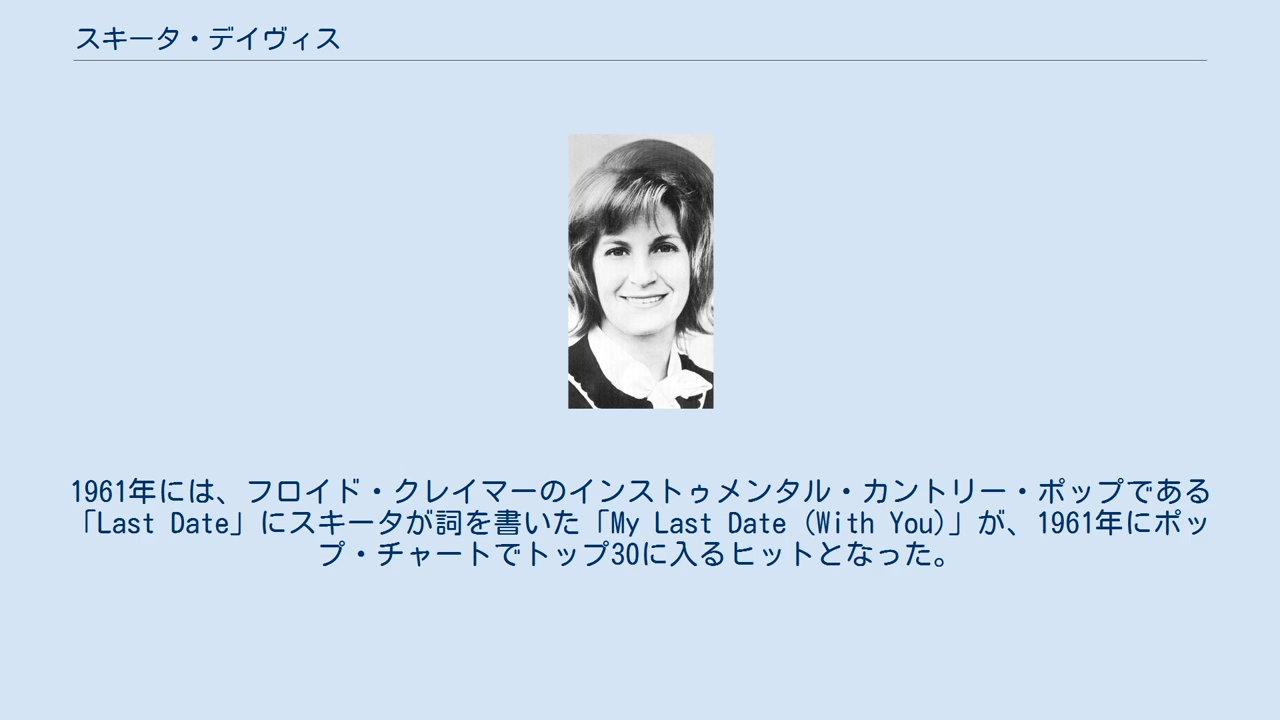 スキータ・デイヴィス
1961年には、フロイド・クレイマーのインストゥメンタル・カントリー・ポップである
「Last Date」にスキータが詞を書いた「My Last Date (With You)」が、1961年にポッ
プ・チャートでトップ30に入るヒットとなった。